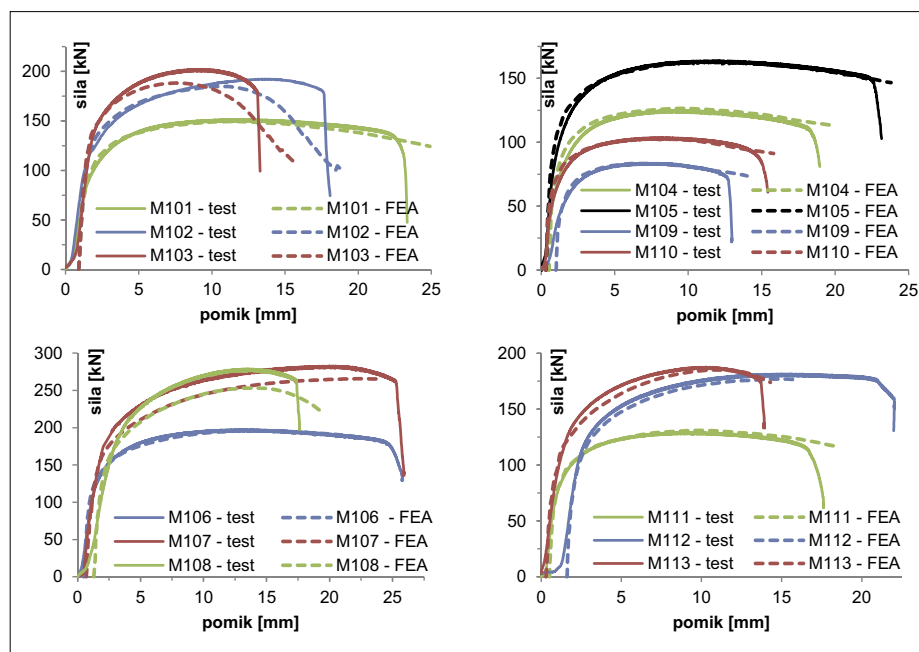 sila [kN]
200
150
100
50
0
M101 - test M101 - FEA
M102 - test M102 - FEA
M103 - test M103 - FEA
0 5 10 15 20 25
pomik [mm]
sila [kN]
150
100
50
0
M104 - test M104 - FEA
M105 - test M105 - FEA
M109 - test M109 - FEA
M110 - test M110 - FEA
0 5 10 15 20 25
pomik [mm]
sila [kN]
300
250
200
150
100
50
0
M106 - test M106 - FEA
M107 - test M107 - FEA
M108 - test M108 - FEA
0 5 10 15 20 25
pomik [mm]
sila [kN]
200
150
100
50
0
M111 - test M111 - FEA
M112 - test M112 - FEA
M113 - test M113 - FEA
0 5 10 15 20
pomik [mm]